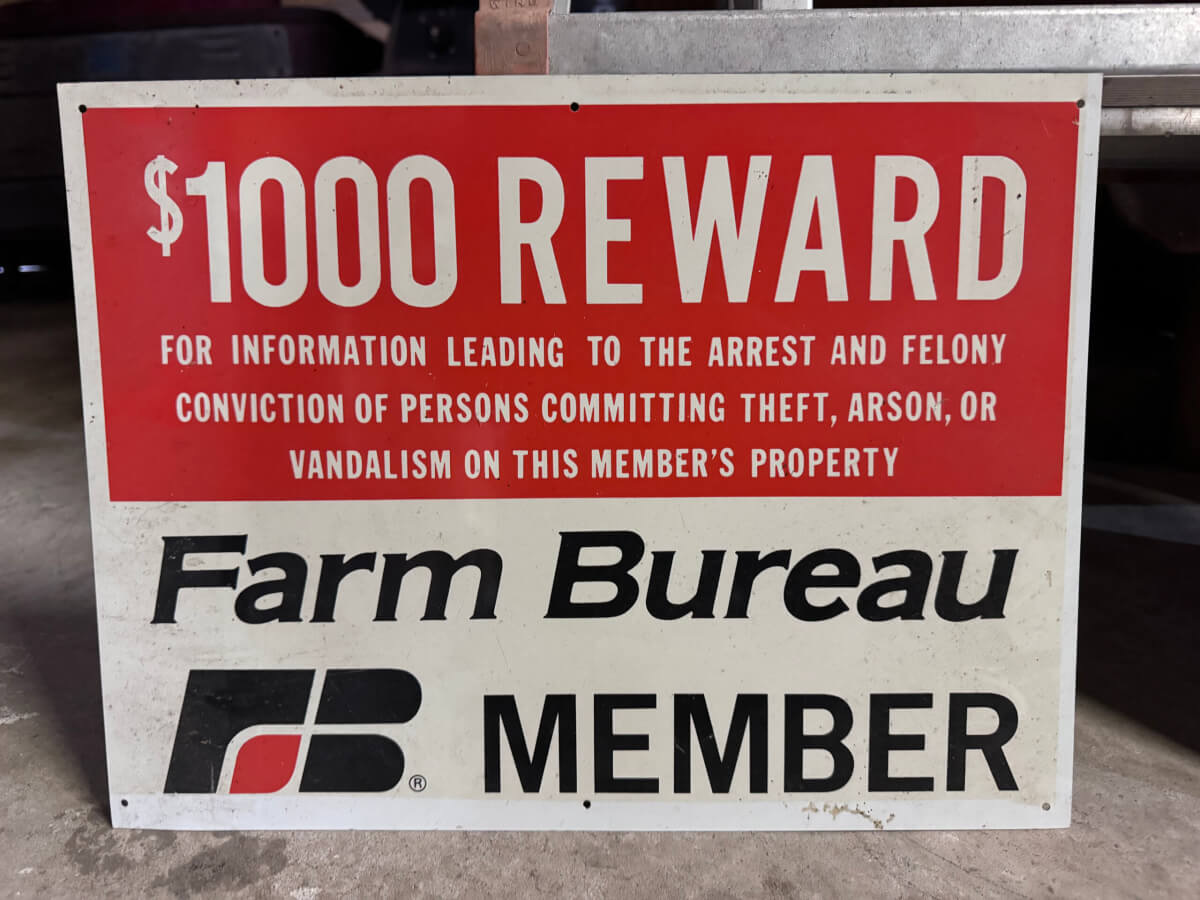 $1000 REWARD
FOR INFORMATION LEADING TO THE ARREST AND FELONY
CONVICTION OF PERSONS COMMITTING THEFT, ARSON, OR
VANDALISM ON THIS MEMBER'S PROPERTY
Farm Bureau
FB ® MEMBER